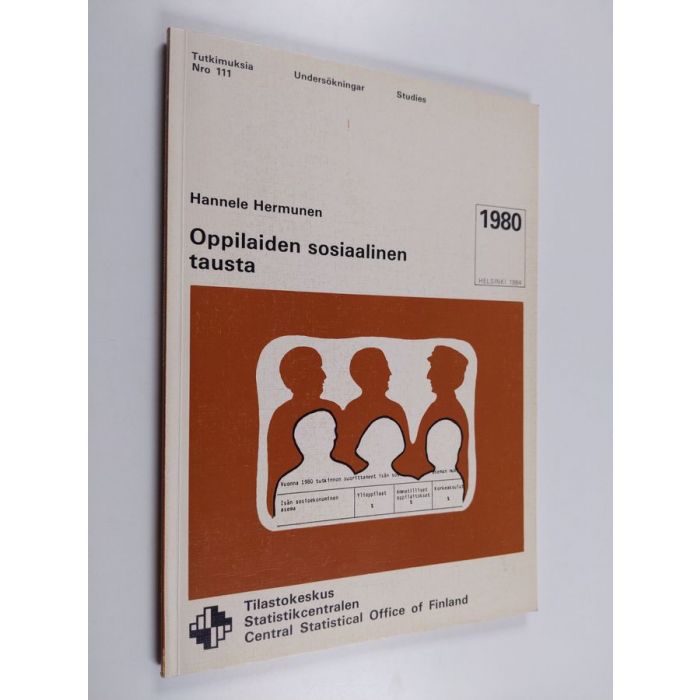 Tutkimuksia Undersökningar Studies
Nro 111
Hannele Hermunen
1980
Oppilaiden sosiaalinen
tausta
HELSINKI 1984
Vuonna 1980 tutkinnon suorittaneet isän
Isän sosioekonominen
asema
Ylioppilaat
%
Ammatilliset
oppilaitokset
%
%
Tilastokeskus
Statistikcentralen
Central Statistical Office of Finland